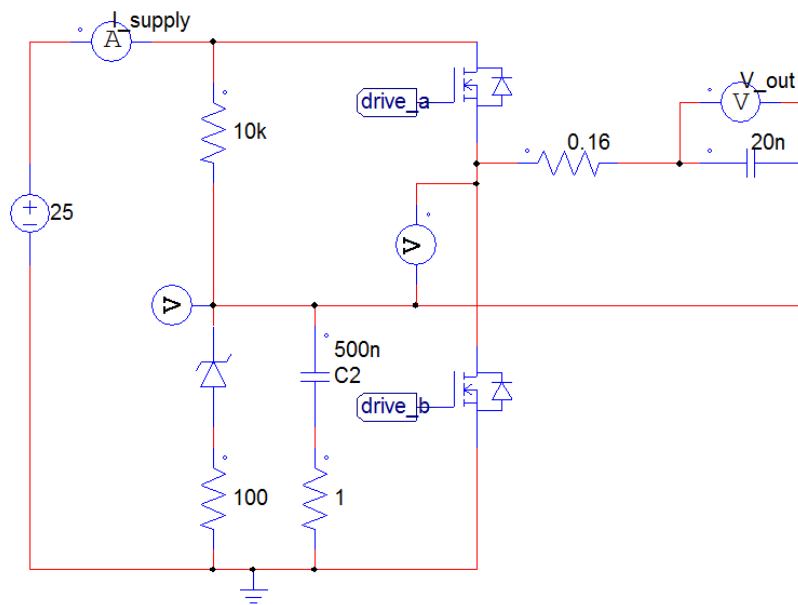 I_supply
A
V_out
drive_a
V
10k
0.16
20n
25
V
V
500n
C2
drive_b
100
1